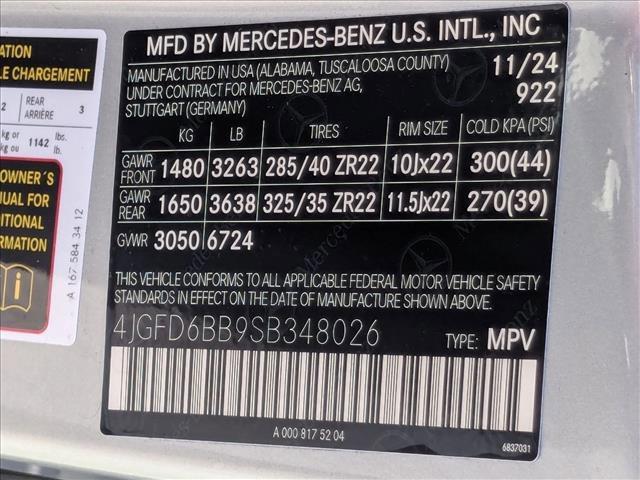 MFD BY MERCEDES-BENZ U.S. INTL., INC
MANUFACTURED IN USA (ALABAMA, TUSCALOOSA COUNTY) 11/24
UNDER CONTRACT FOR MERCEDES-BENZ AG, 922
STUTTGART (GERMANY)
KG LB TIRES RIM SIZE COLD KPA (PSI)
GAWR FRONT 1480 3263 285/40 ZR22 10Jx22 300(44)
GAWR REAR 1650 3638 325/35 ZR22 11.5Jx22 270(39)
GVWR 3050 6724
THIS VEHICLE CONFORMS TO ALL APPLICABLE FEDERAL MOTOR VEHICLE SAFETY
STANDARDS IN EFFECT ON THE DATE OF MANUFACTURE SHOWN ABOVE.
4JGFD6BB9SB348026 TYPE: MPV
A 000 817 52 04
6837031
CHARGEMENT
2 REAR ARRIÈRE 3
kg or kg ou 1142 lbs. lb.
OWNER´S
MANUAL FOR
A 167 584 34 12